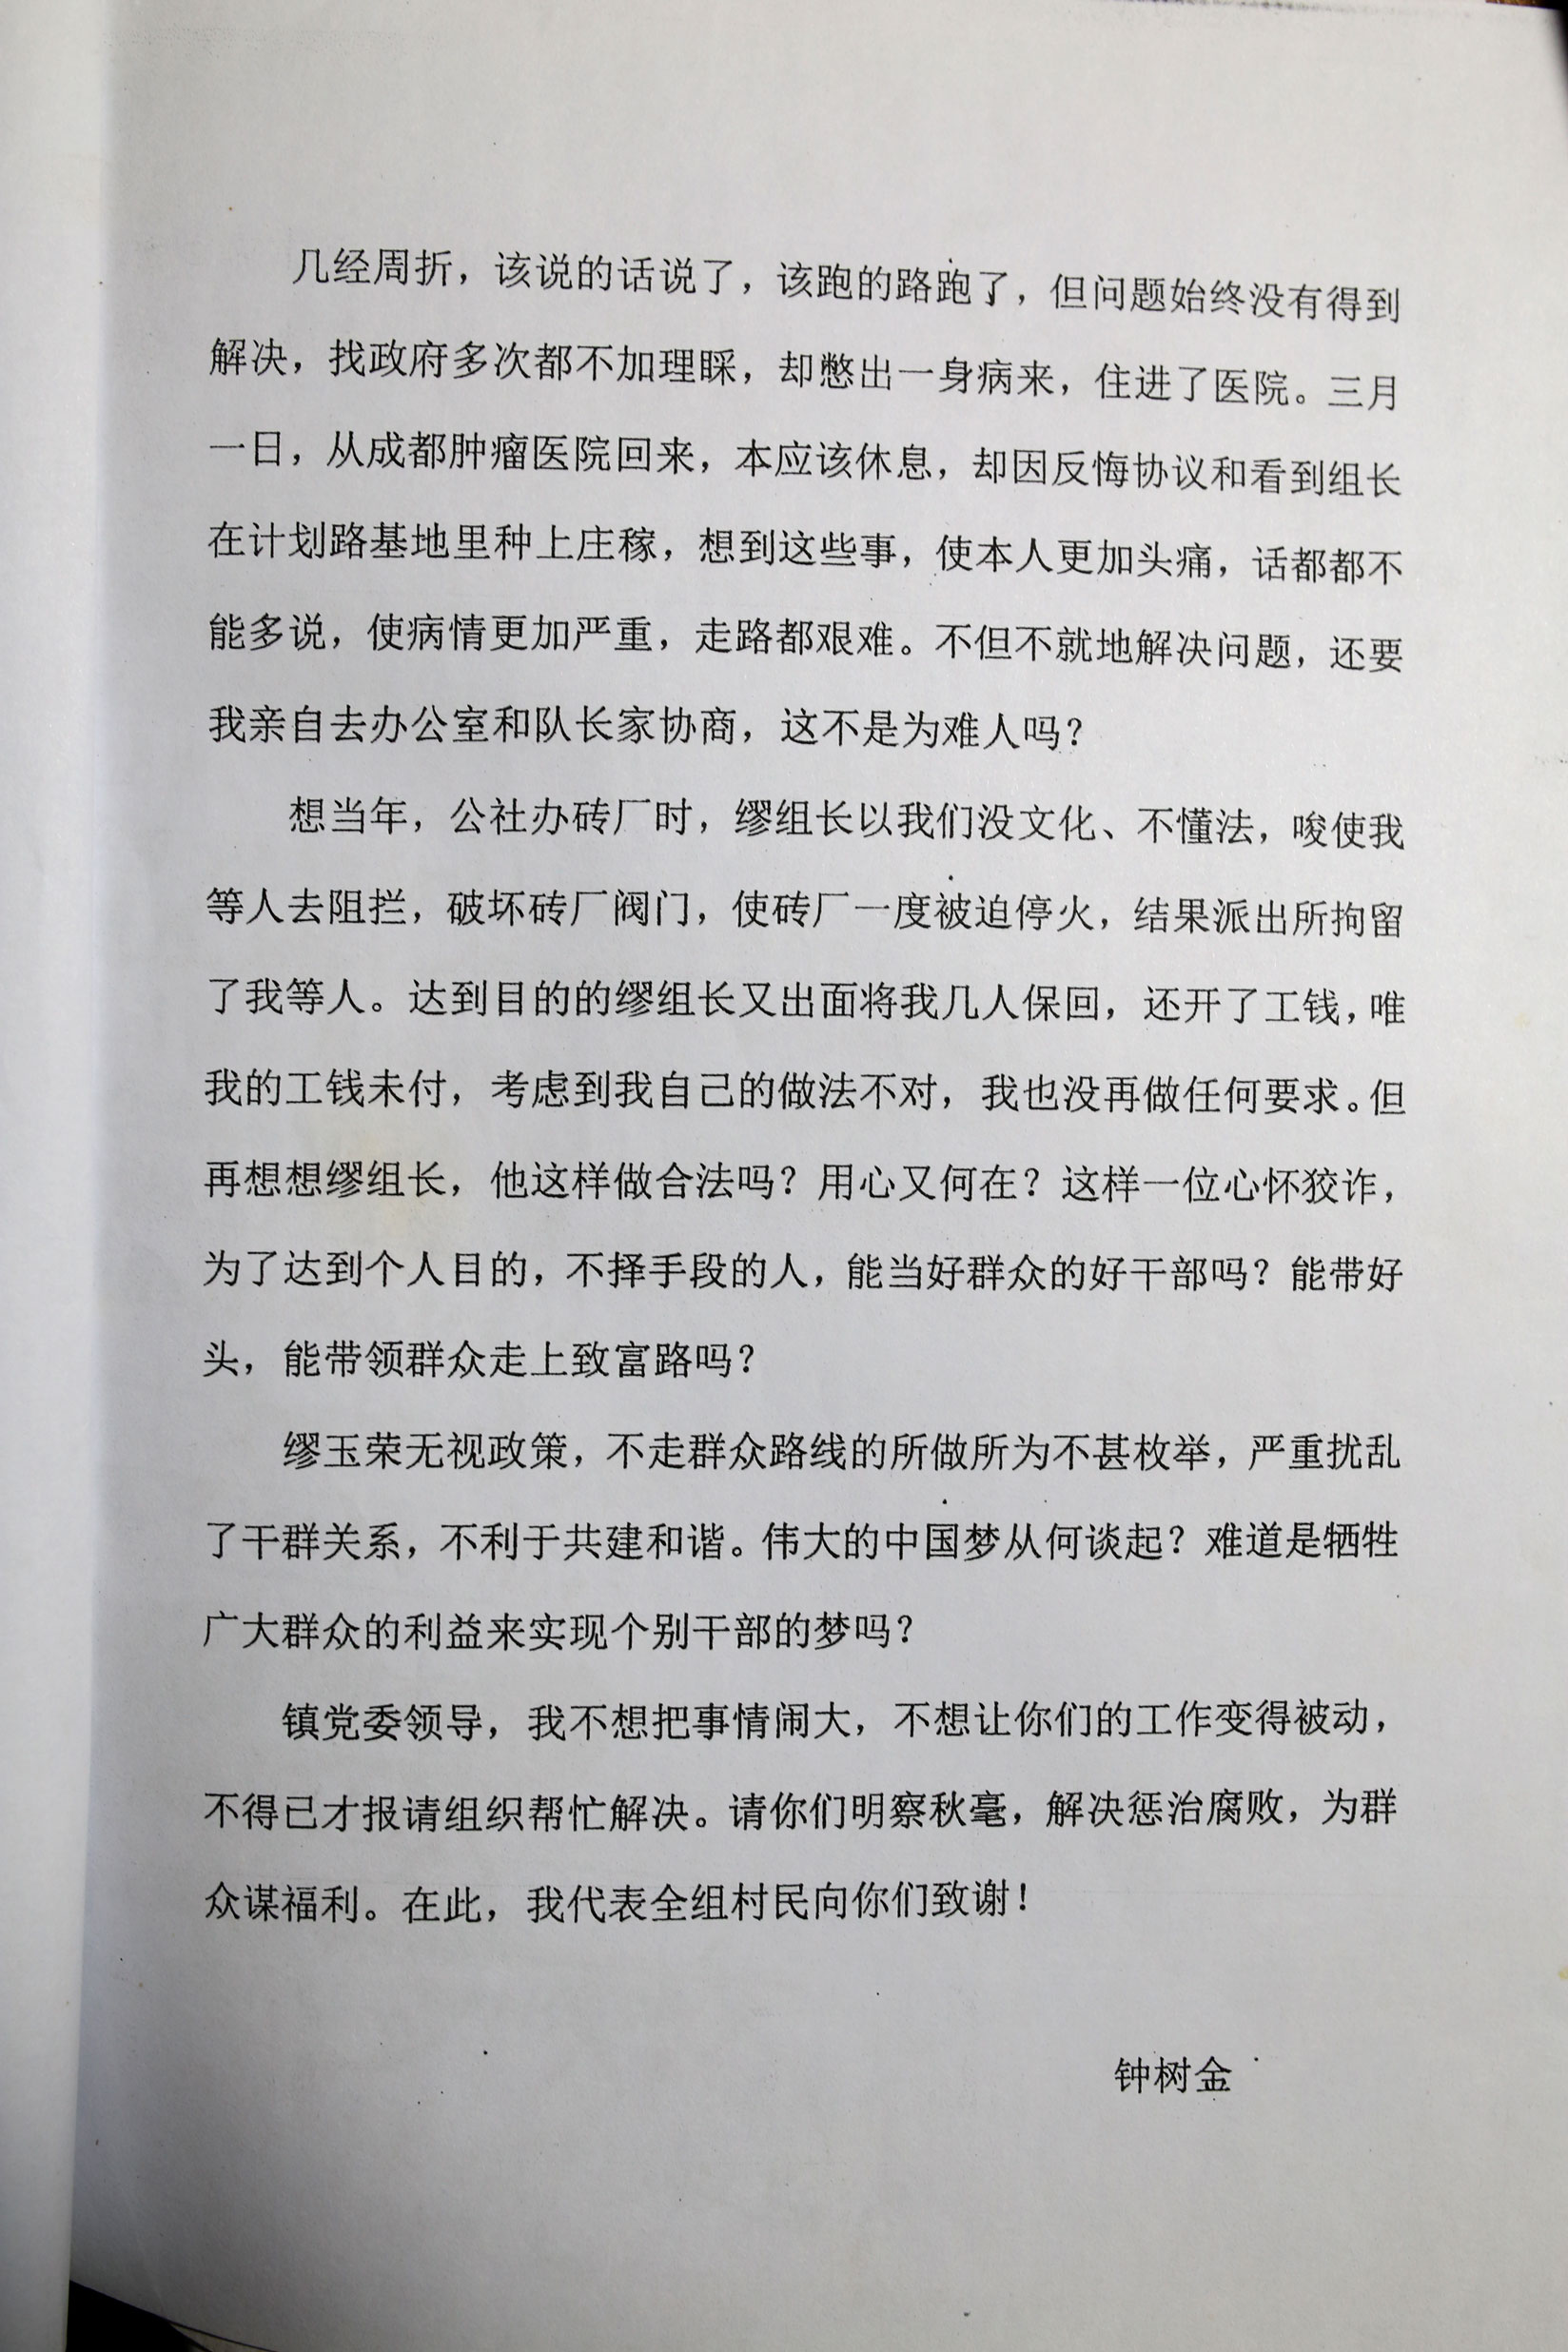 几经周折，该说的话说了，该跑的路跑了，但问题始终没有得到
解决，找政府多次都不加理睬，却憋出一身病来，住进了医院。三月
一日，从成都肿瘤医院回来，本应该休息，却因反悔协议和看到组长
在计划路基地里种上庄稼，想到这些事，使本人更加头痛，话都都不
能多说，使病情更加严重，走路都艰难。不但不就地解决问题，还要
我亲自去办公室和队长家协商，这不是为难人吗？
想当年，公社办砖厂时，缪组长以我们没文化、不懂法，唆使我
等人去阻拦，破坏砖厂阀门，使砖厂一度被迫停火，结果派出所拘留
了我等人。达到目的的缪组长又出面将我几人保回，还开了工钱，唯
我的工钱未付，考虑到我自己的做法不对，我也没再做任何要求。但
再想想缪组长，他这样做合法吗？用心又何在？这样一位心怀狡诈，
为了达到个人目的，不择手段的人，能当好群众的好干部吗？能带好
头，能带领群众走上致富路吗？
缪玉荣无视政策，不走群众路线的所做所为不甚枚举，严重扰乱
了干群关系，不利于共建和谐。伟大的中国梦从何谈起？难道是牺牲
广大群众的利益来实现个别干部的梦吗？
镇党委领导，我不想把事情闹大，不想让你们的工作变得被动，
不得已才报请组织帮忙解决。请你们明察秋毫，解决惩治腐败，为群
众谋福利。在此，我代表全组村民向你们致谢！
钟树金